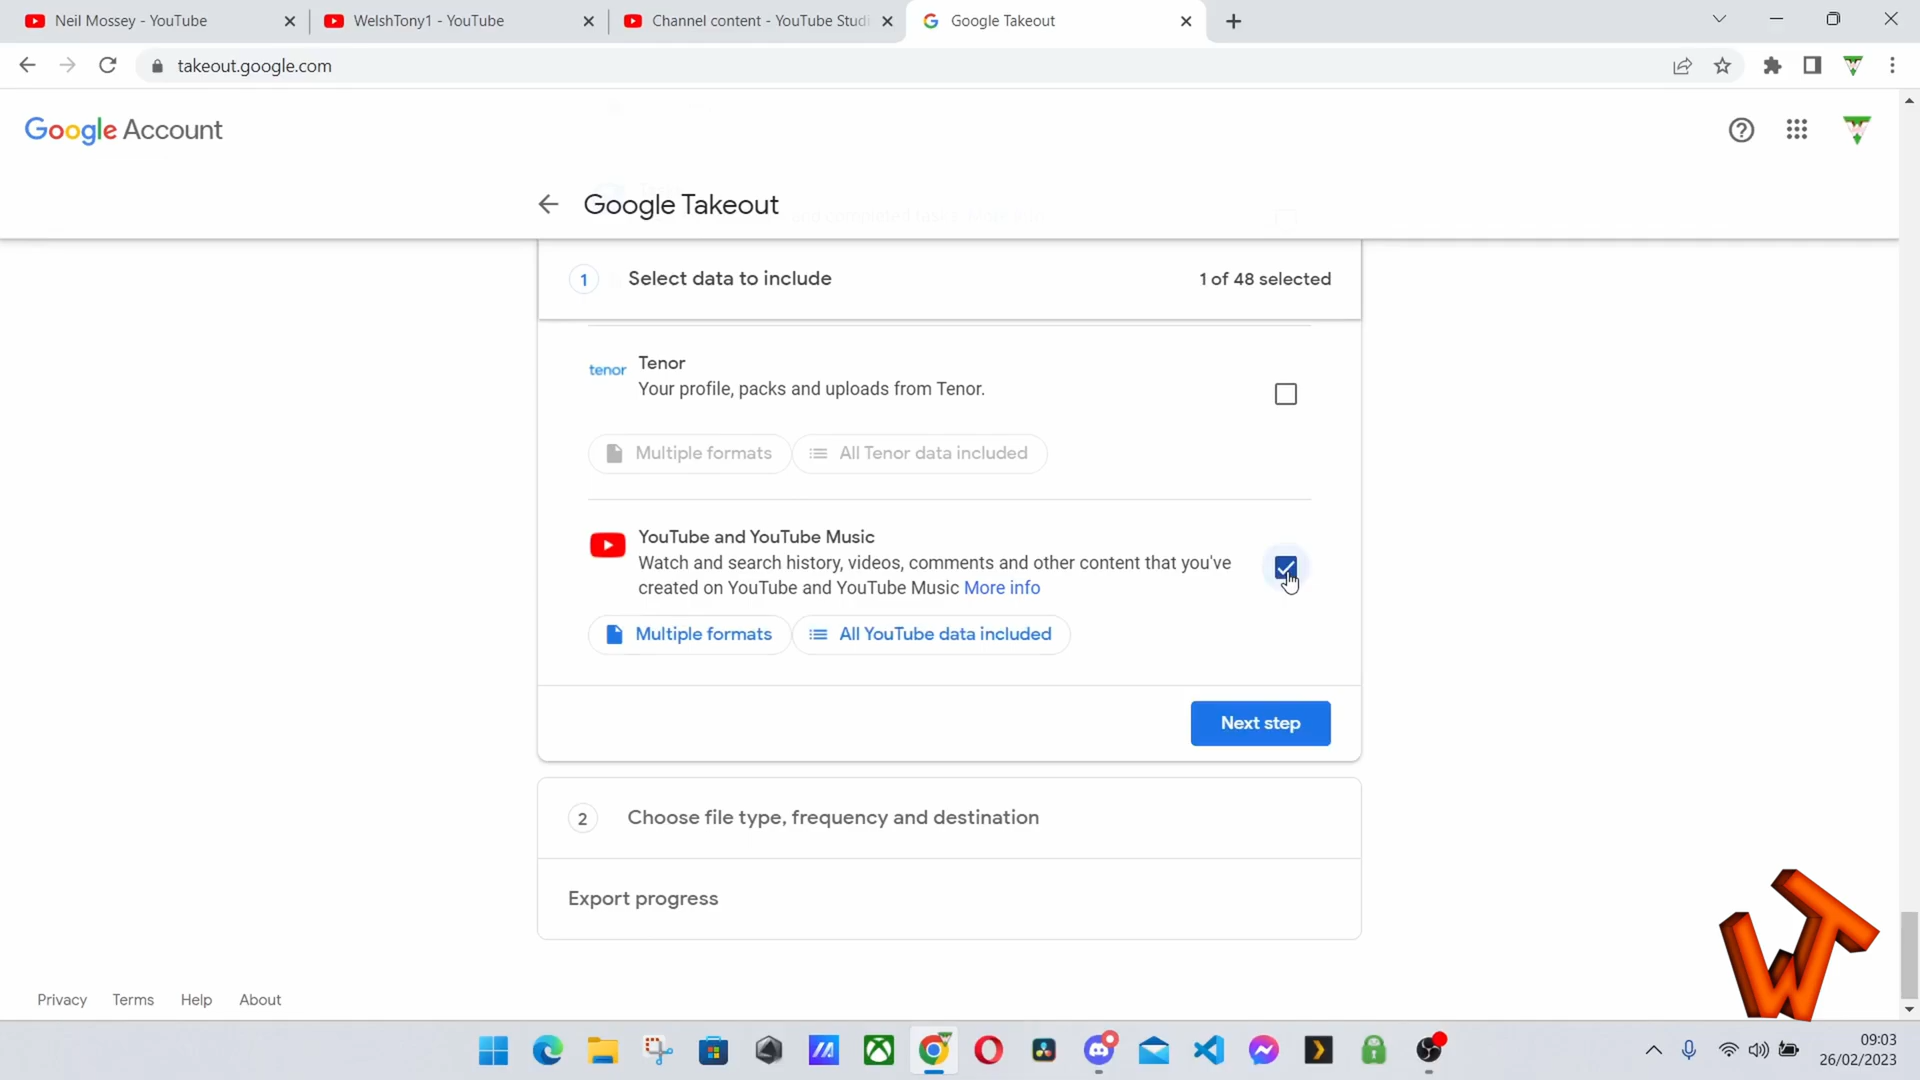 Neil Mossey - YouTube
WelshTony1 - YouTube
Channel content - YouTube Studi
Google Takeout
takeout.google.com
Google Account
Google Takeout
1 Select data to include 1 of 48 selected
tenor
Tenor
Your profile, packs and uploads from Tenor.
Multiple formats
All Tenor data included
YouTube and YouTube Music
Watch and search history, videos, comments and other content that you've
created on YouTube and YouTube Music More info
Multiple formats
All YouTube data included
Next step
2 Choose file type, frequency and destination
Export progress
WT
Privacy Terms Help About
09:03
26/02/2023